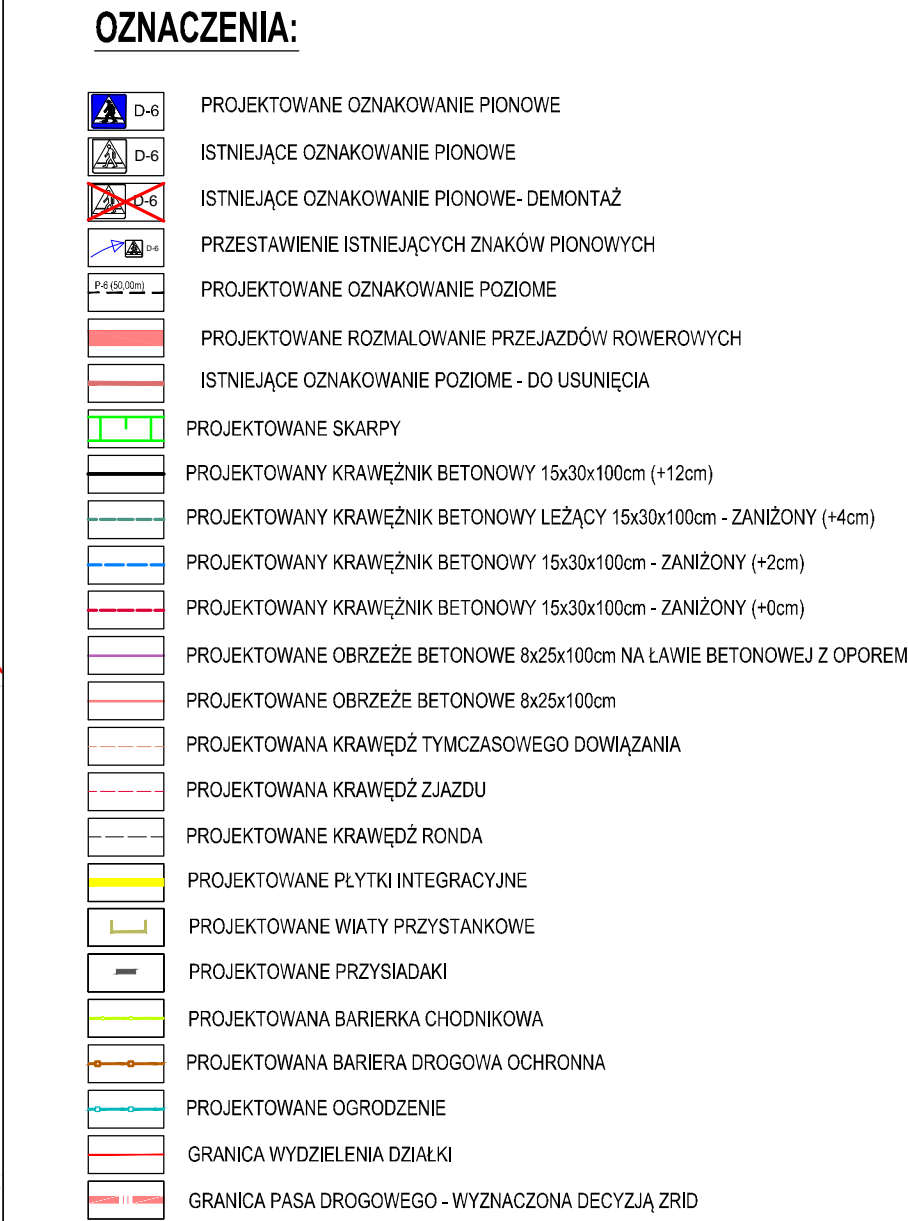 OZNACZENIA:
D-6 PROJEKTOWANE OZNAKOWANIE PIONOWE
D-6 ISTNIEJĄCE OZNAKOWANIE PIONOWE
D-6 ISTNIEJĄCE OZNAKOWANIE PIONOWE- DEMONTAŻ
D-6 PRZESTAWIENIE ISTNIEJĄCYCH ZNAKÓW PIONOWYCH
P-6 (50,00m) PROJEKTOWANE OZNAKOWANIE POZIOME
PROJEKTOWANE ROZMALOWANIE PRZEJAZDÓW ROWEROWYCH
ISTNIEJĄCE OZNAKOWANIE POZIOME - DO USUNIĘCIA
PROJEKTOWANE SKARPY
PROJEKTOWANY KRAWĘŻNIK BETONOWY 15x30x100cm (+12cm)
PROJEKTOWANY KRAWĘŻNIK BETONOWY LEŻĄCY 15x30x100cm - ZANIŻONY (+4cm)
PROJEKTOWANY KRAWĘŻNIK BETONOWY 15x30x100cm - ZANIŻONY (+2cm)
PROJEKTOWANY KRAWĘŻNIK BETONOWY 15x30x100cm - ZANIŻONY (+0cm)
PROJEKTOWANE OBRZEŻE BETONOWE 8x25x100cm NA ŁAWIE BETONOWEJ Z OPOREM
PROJEKTOWANE OBRZEŻE BETONOWE 8x25x100cm
PROJEKTOWANA KRAWĘDŹ TYMCZASOWEGO DOWIĄZANIA
PROJEKTOWANA KRAWĘDŹ ZJAZDU
PROJEKTOWANE KRAWĘDŹ RONDA
PROJEKTOWANE PŁYTKI INTEGRACYJNE
PROJEKTOWANE WIATY PRZYSTANKOWE
PROJEKTOWANE PRZYSIADAKI
PROJEKTOWANA BARIERKA CHODNIKOWA
PROJEKTOWANA BARIERA DROGOWA OCHRONNA
PROJEKTOWANE OGRODZENIE
GRANICA WYDZIELENIA DZIAŁKI
GRANICA PASA DROGOWEGO - WYZNACZONA DECYZJĄ ZRID